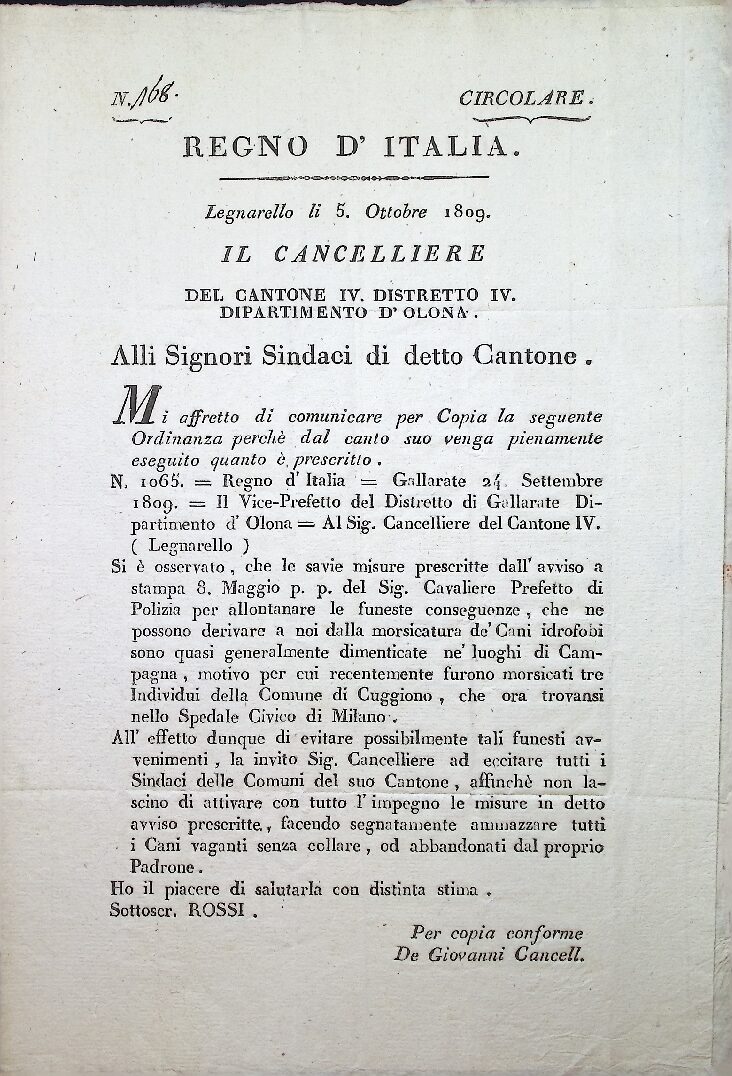 N. 168. CIRCOLARE.
REGNO D' ITALIA.
Legnarello li 5. Ottobre 1809.
IL CANCELLIERE
DEL CANTONE IV. DISTRETTO IV.
DIPARTIMENTO D' OLONA.
Alli Signori Sindaci di detto Cantone.
Mi affretto di comunicare per Copia la seguente
Ordinanza perchè dal canto suo venga pienamente
eseguito quanto è prescritto.
N. 1065. = Regno d' Italia = Gallarate 24. Settembre
1809. = Il Vice-Prefetto del Distretto di Gallarate Di-
partimento d' Olona = Al Sig. Cancelliere del Cantone IV.
( Legnarello )
Si è osservato, che le savie misure prescritte dall' avviso a
stampa 8. Maggio p. p. del Sig. Cavaliere Prefetto di
Polizia per allontanare le funeste conseguenze, che ne
possono derivare a noi dalla morsicatura de' Cani idrofobi
sono quasi generalmente dimenticate ne' luoghi di Cam-
pagna, motivo per cui recentemente furono morsicati tre
Individui della Comune di Cuggiono, che ora trovansi
nello Spedale Civico di Milano.
All' effetto dunque di evitare possibilmente tali funesti av-
venimenti, la invito Sig. Cancelliere ad eccitare tutti i
Sindaci delle Comuni del suo Cantone, affinchè non la-
scino di attivare con tutto l' impegno le misure in detto
avviso prescritte, facendo segnatamente ammazzare tutti
i Cani vaganti senza collare, od abbandonati dal proprio
Padrone.
Ho il piacere di salutarla con distinta stima.
Sottoscr. ROSSI.
Per copia conforme
De Giovanni Cancell.